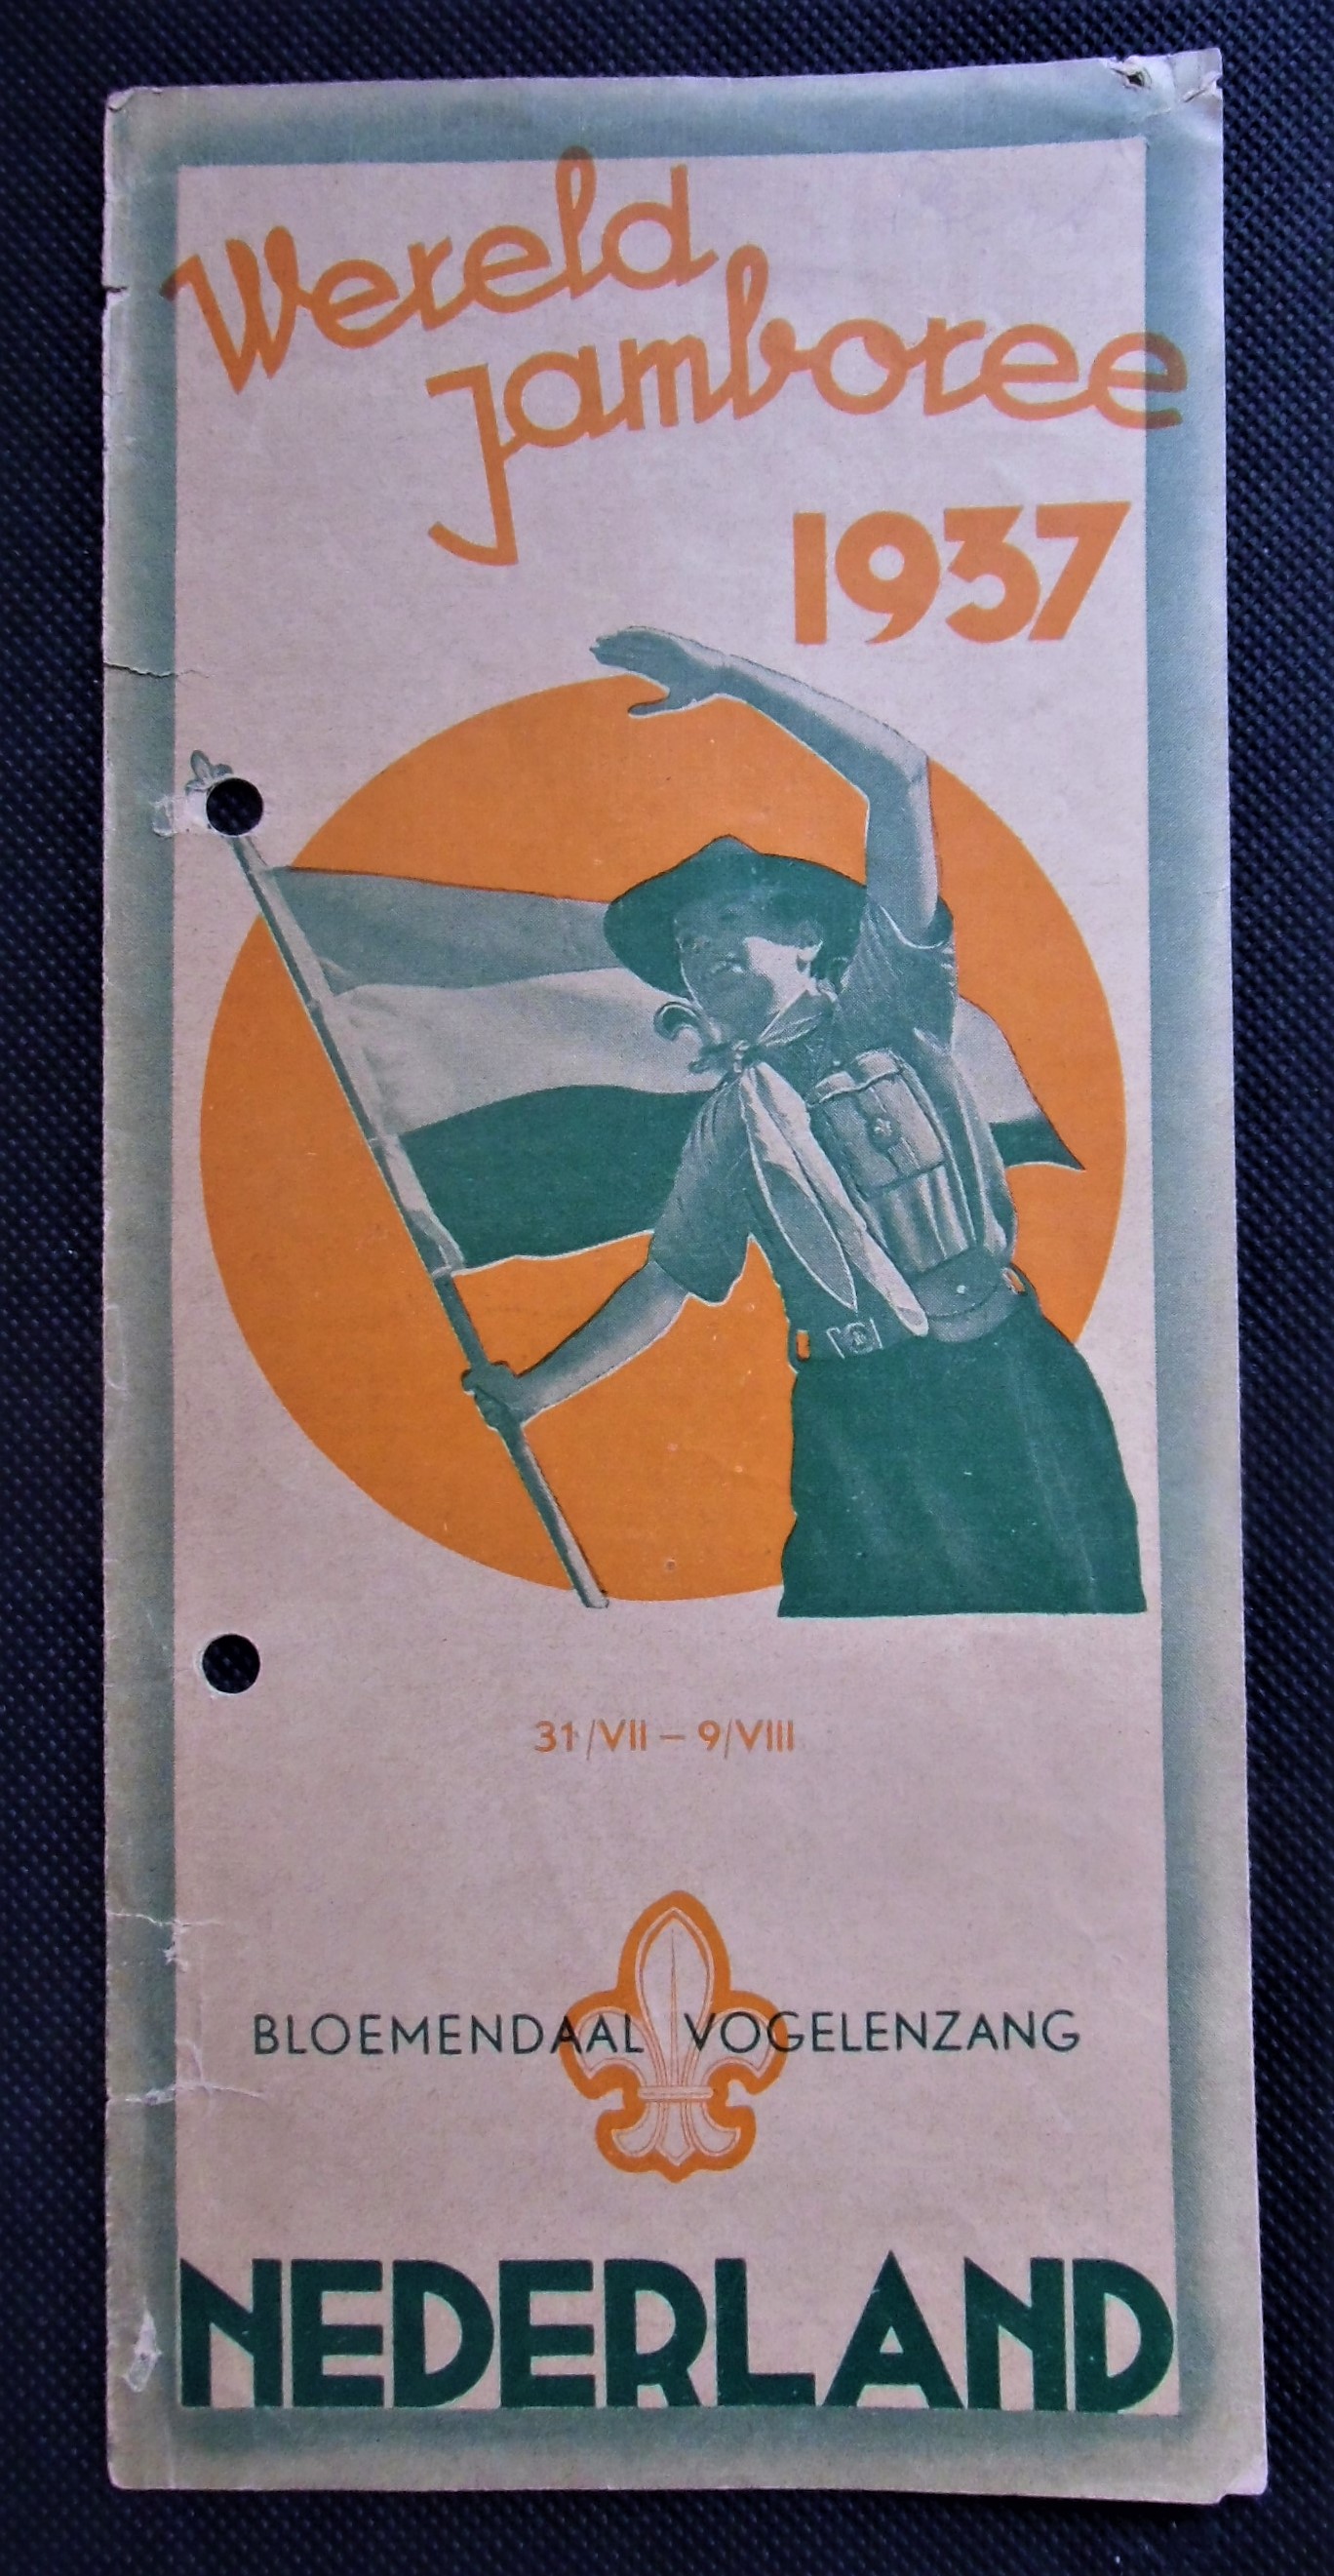 Wereld
jamboree
1937
31/VII – 9/VIII
BLOEMENDAAL VOGELENZANG
NEDERLAND